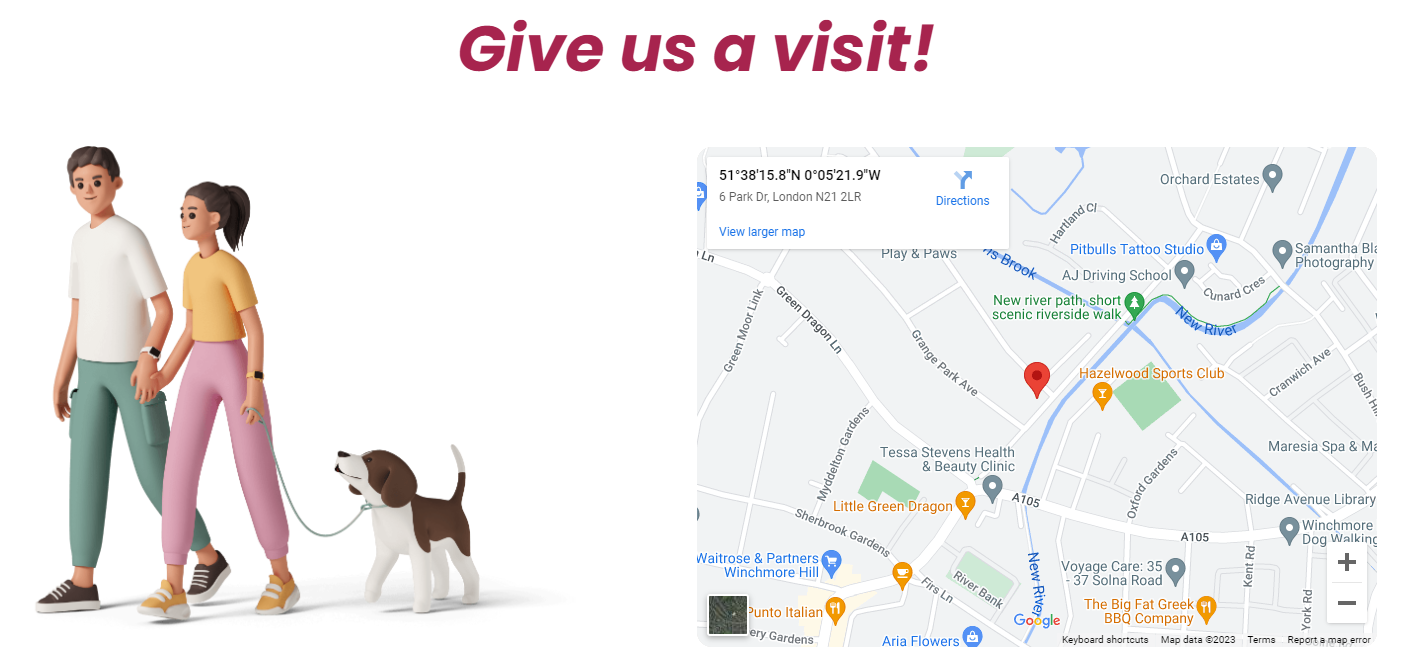 Give us a visit!
51°38'15.8"N 0°05'21.9"W
6 Park Dr, London N21 2LR
Directions
View larger map
Orchard Estates
Hartland Cl
Pitbulls Tattoo Studio
Play & Paws
Samantha Bla
Photography
Ln
AJ Driving School
Cunard Cres
New river path, short
scenic riverside walk
New River
Brook
Green Moor Link
Green Dragon Ln
Grange Park Ave
Hazelwood Sports Club
Cranwich Ave
Bush Hi
Myddelton Gardens
Tessa Stevens Health
& Beauty Clinic
Maresia Spa & Ma
Oxford Gardens
Little Green Dragon
A105
Ridge Avenue Library
Sherbrook Gardens
Winchmore
Dog Walking
A105
Waitrose & Partners
Winchmore Hill
New River
Voyage Care: 35
- 37 Solna Road
Kent Rd
Firs Ln
River Bank
York Rd
Punto Italian
The Big Fat Greek
BBQ Company
Google
ery Gardens
Aria Flowers
Keyboard shortcuts
Map data ©2023
Terms
Report a map error